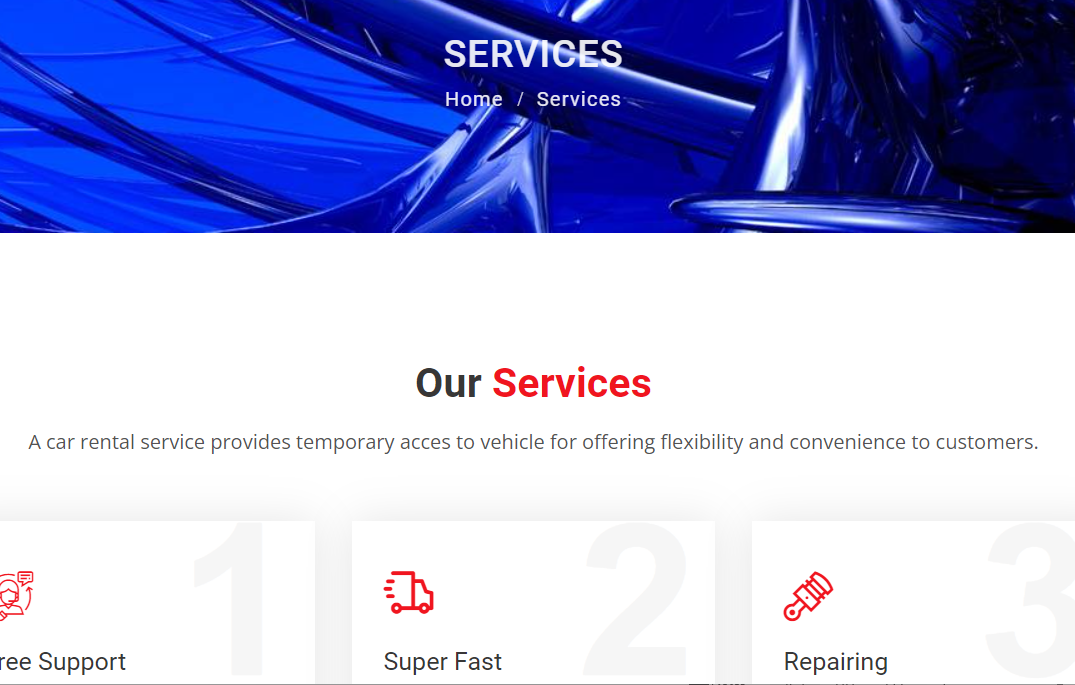 SERVICES
Home / Services
Our Services
A car rental service provides temporary acces to vehicle for offering flexibility and convenience to customers.
1 2 3
ree Support Super Fast Repairing